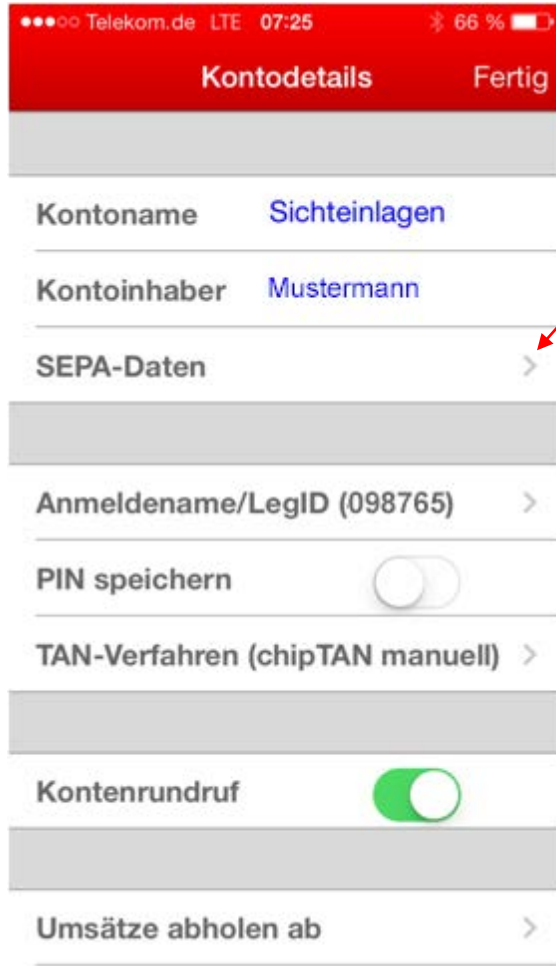 Telekom.de LTE 07:25 66 %
Kontodetails Fertig
Kontoname Sichteinlagen
Kontoinhaber Mustermann
SEPA-Daten
Anmeldename/LegID (098765)
PIN speichern
TAN-Verfahren (chipTAN manuell)
Kontenrundruf
Umsätze abholen ab